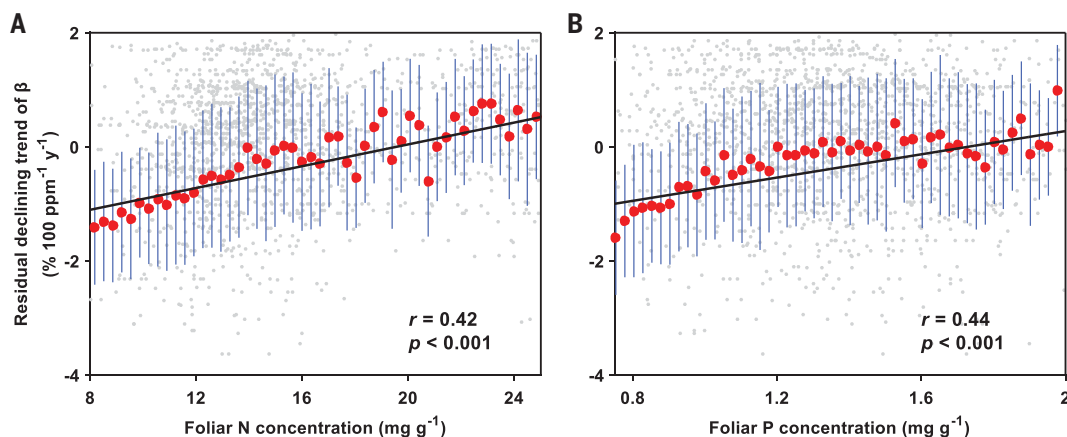 A
B
Residual declining trend of β
(% 100 ppm⁻¹ y⁻¹)
2
0
-2
-4
8
12
16
20
24
Foliar N concentration (mg g⁻¹)
r = 0.42
p < 0.001
2
0
-2
-4
0.8
1.2
1.6
2
Foliar P concentration (mg g⁻¹)
r = 0.44
p < 0.001